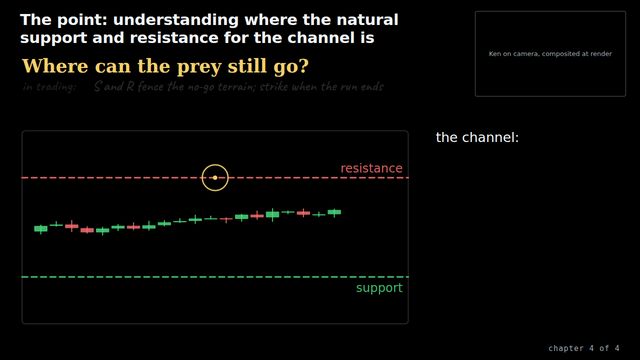 The point: understanding where the natural
support and resistance for the channel is
Where can the prey still go?
in trading: S and R fence the no-go terrain; strike when the run ends
Ken on camera, composited at render
the channel:
resistance
support
chapter 4 of 4